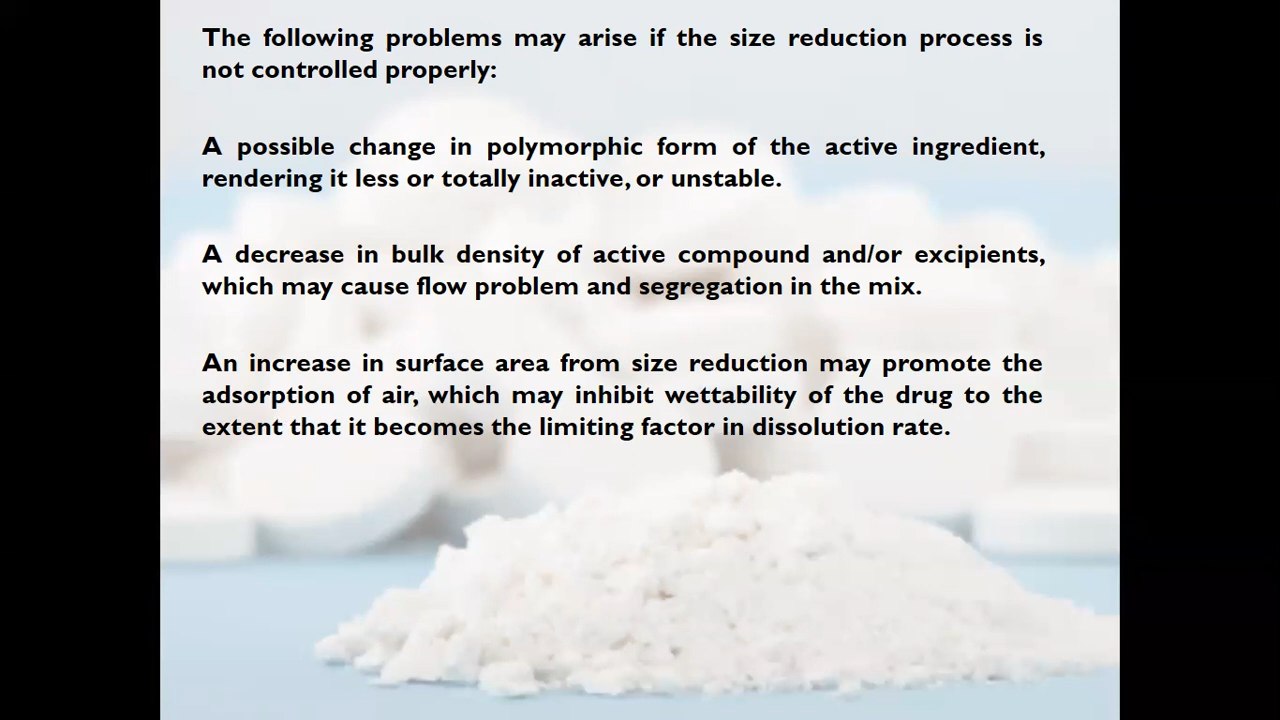 The following problems may arise if the size reduction process is
not controlled properly:
A possible change in polymorphic form of the active ingredient,
rendering it less or totally inactive, or unstable.
A decrease in bulk density of active compound and/or excipients,
which may cause flow problem and segregation in the mix.
An increase in surface area from size reduction may promote the
adsorption of air, which may inhibit wettability of the drug to the
extent that it becomes the limiting factor in dissolution rate.